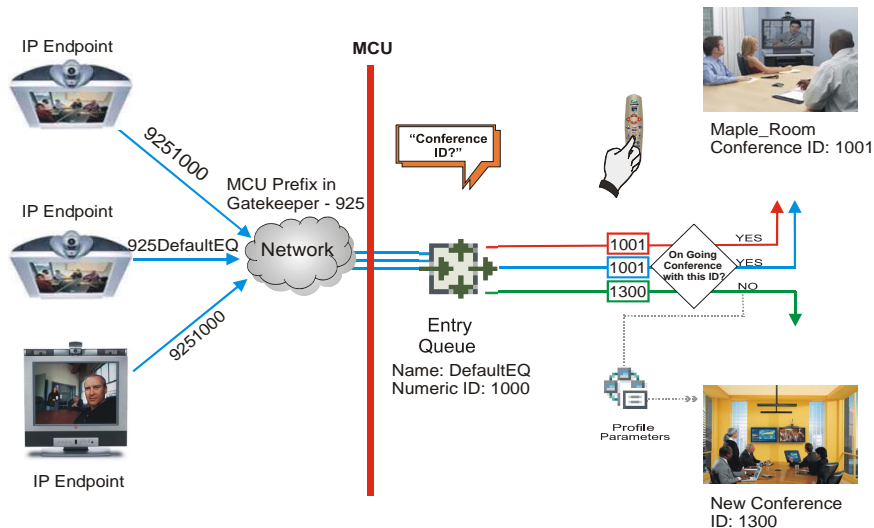 IP Endpoint
MCU
9251000
“Conference
ID?”
Maple_Room
Conference ID: 1001
MCU Prefix in
Gatekeeper - 925
IP Endpoint
925DefaultEQ
Network
1001
YES
1001
On Going
Conference
with this ID?
YES
1300
NO
9251000
Entry
Queue
Name: DefaultEQ
Numeric ID: 1000
Profile
Parameters
IP Endpoint
New Conference
ID: 1300